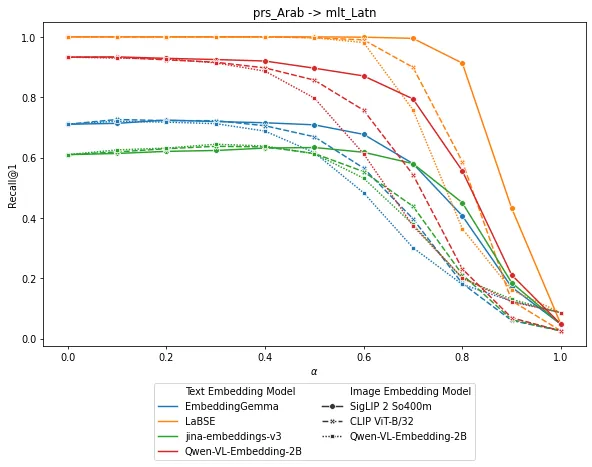 prs_Arab -> mlt_Latn
Recall@1
1.0
0.8
0.6
0.4
0.2
0.0
0.0 0.2 0.4 0.6 0.8 1.0
α
Text Embedding Model
EmbeddingGemma
LaBSE
jina-embeddings-v3
Qwen-VL-Embedding-2B
Image Embedding Model
SigLIP 2 So400m
CLIP ViT-B/32
Qwen-VL-Embedding-2B